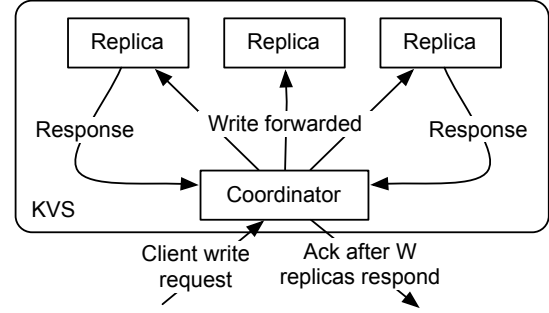 Replica
Replica
Replica
Response
Write forwarded
Response
Coordinator
KVS
Client write
request
Ack after W
replicas respond